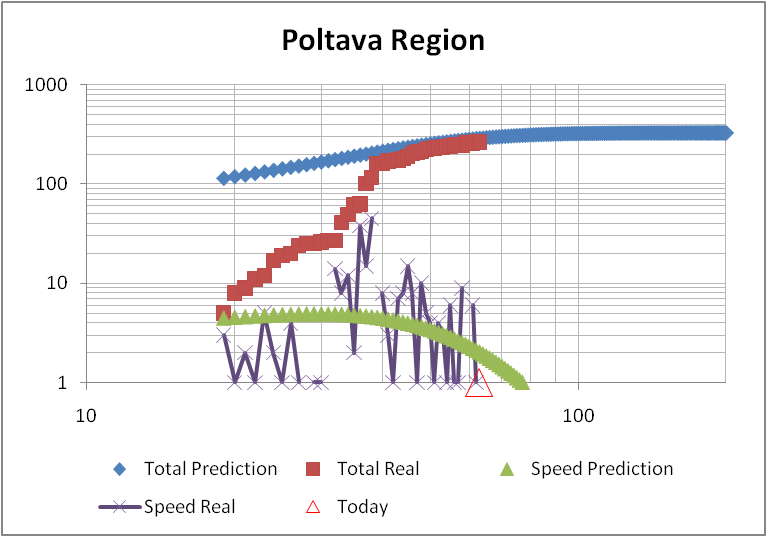 Poltava Region
1000
100
10
1
10 100
Total Prediction Total Real Speed Prediction
Speed Real Today